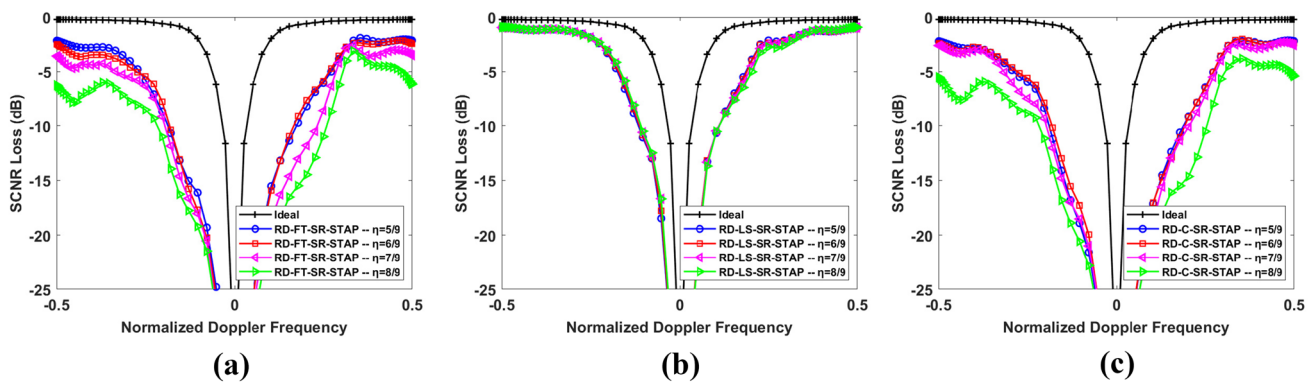 0
-5
-10
-15
-20
-25
SCNR Loss (dB)
Ideal
RD-FT-SR-STAP -- η=5/9
RD-FT-SR-STAP -- η=6/9
RD-FT-SR-STAP -- η=7/9
RD-FT-SR-STAP -- η=8/9
-0.5 0 0.5
Normalized Doppler Frequency
(a)
0
-5
-10
-15
-20
-25
SCNR Loss (dB)
Ideal
RD-LS-SR-STAP -- η=5/9
RD-LS-SR-STAP -- η=6/9
RD-LS-SR-STAP -- η=7/9
RD-LS-SR-STAP -- η=8/9
-0.5 0 0.5
Normalized Doppler Frequency
(b)
0
-5
-10
-15
-20
-25
SCNR Loss (dB)
Ideal
RD-C-SR-STAP -- η=5/9
RD-C-SR-STAP -- η=6/9
RD-C-SR-STAP -- η=7/9
RD-C-SR-STAP -- η=8/9
-0.5 0 0.5
Normalized Doppler Frequency
(c)